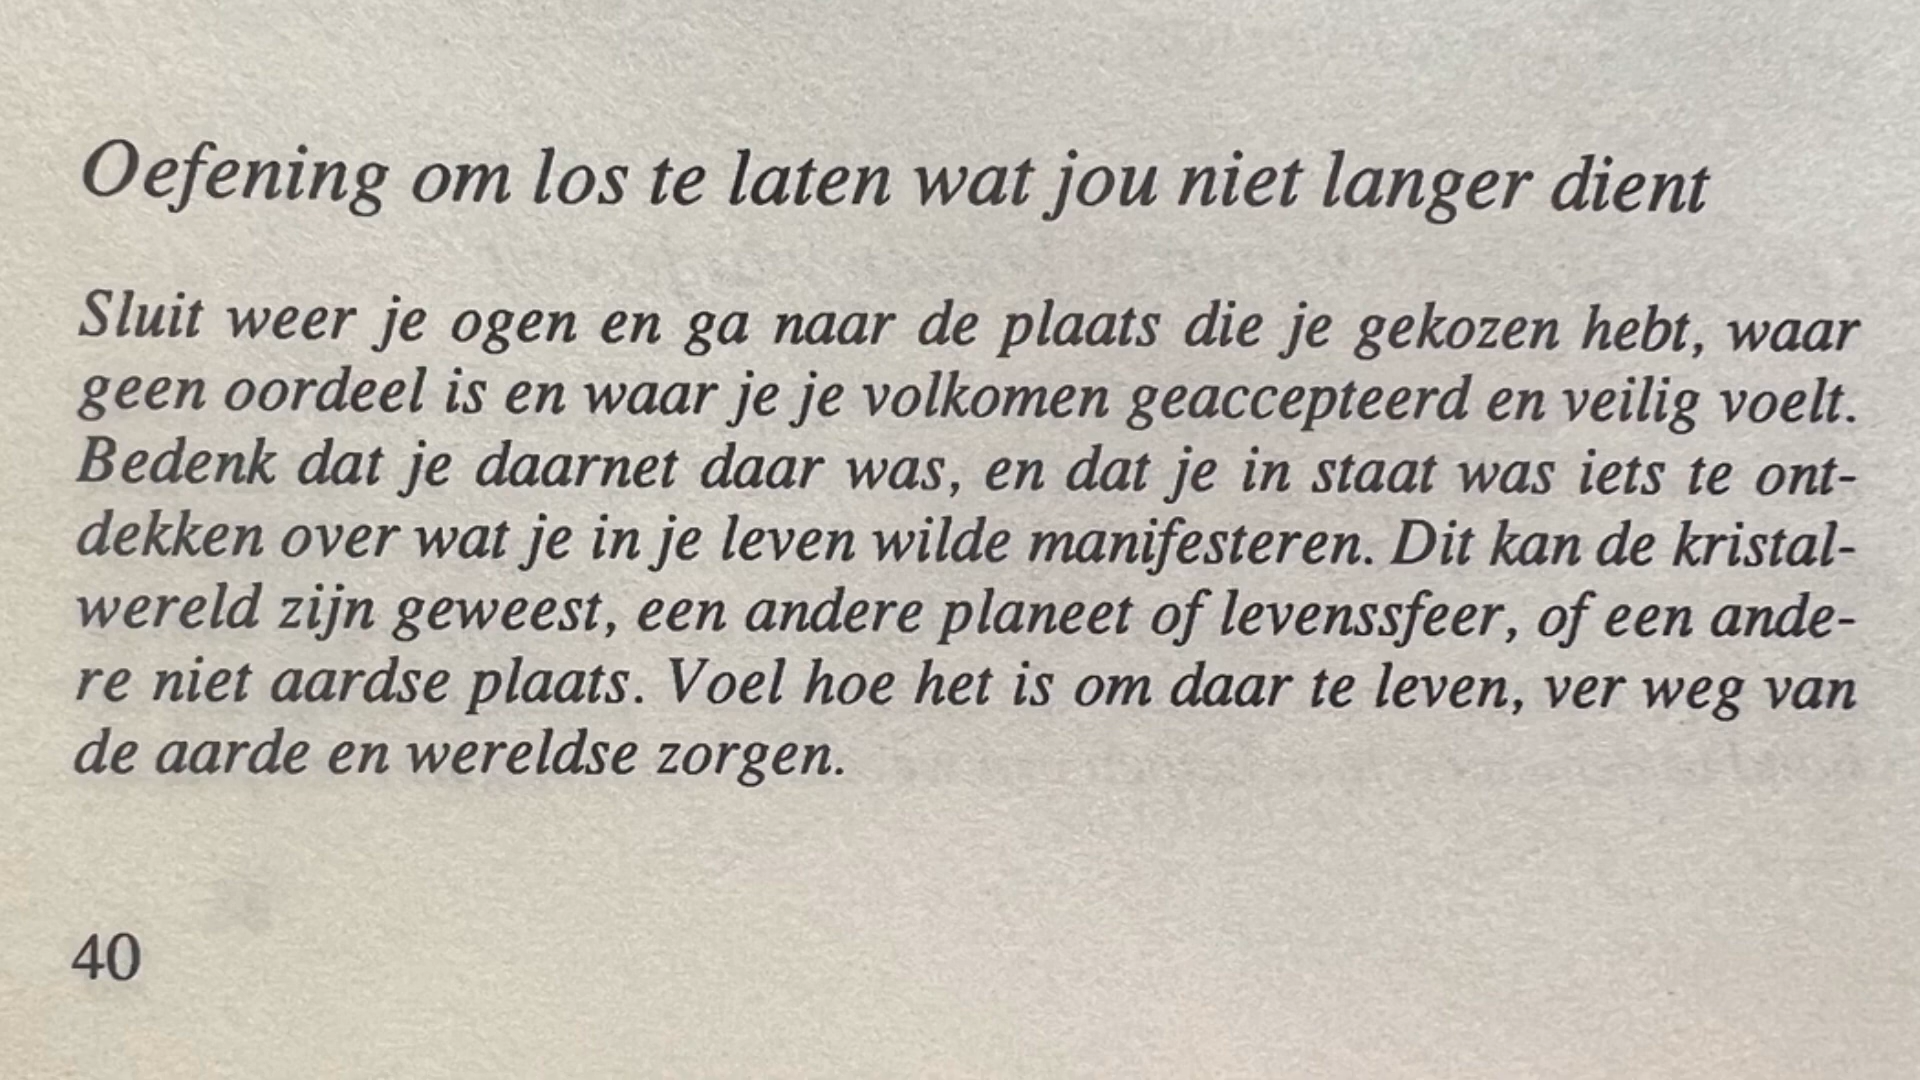 Oefening om los te laten wat jou niet langer dient
Sluit weer je ogen en ga naar de plaats die je gekozen hebt, waar
geen oordeel is en waar je je volkomen geaccepteerd en veilig voelt.
Bedenk dat je daarnet daar was, en dat je in staat was iets te ont-
dekken over wat je in je leven wilde manifesteren. Dit kan de kristal-
wereld zijn geweest, een andere planeet of levenssfeer, of een ande-
re niet aardse plaats. Voel hoe het is om daar te leven, ver weg van
de aarde en wereldse zorgen.
40